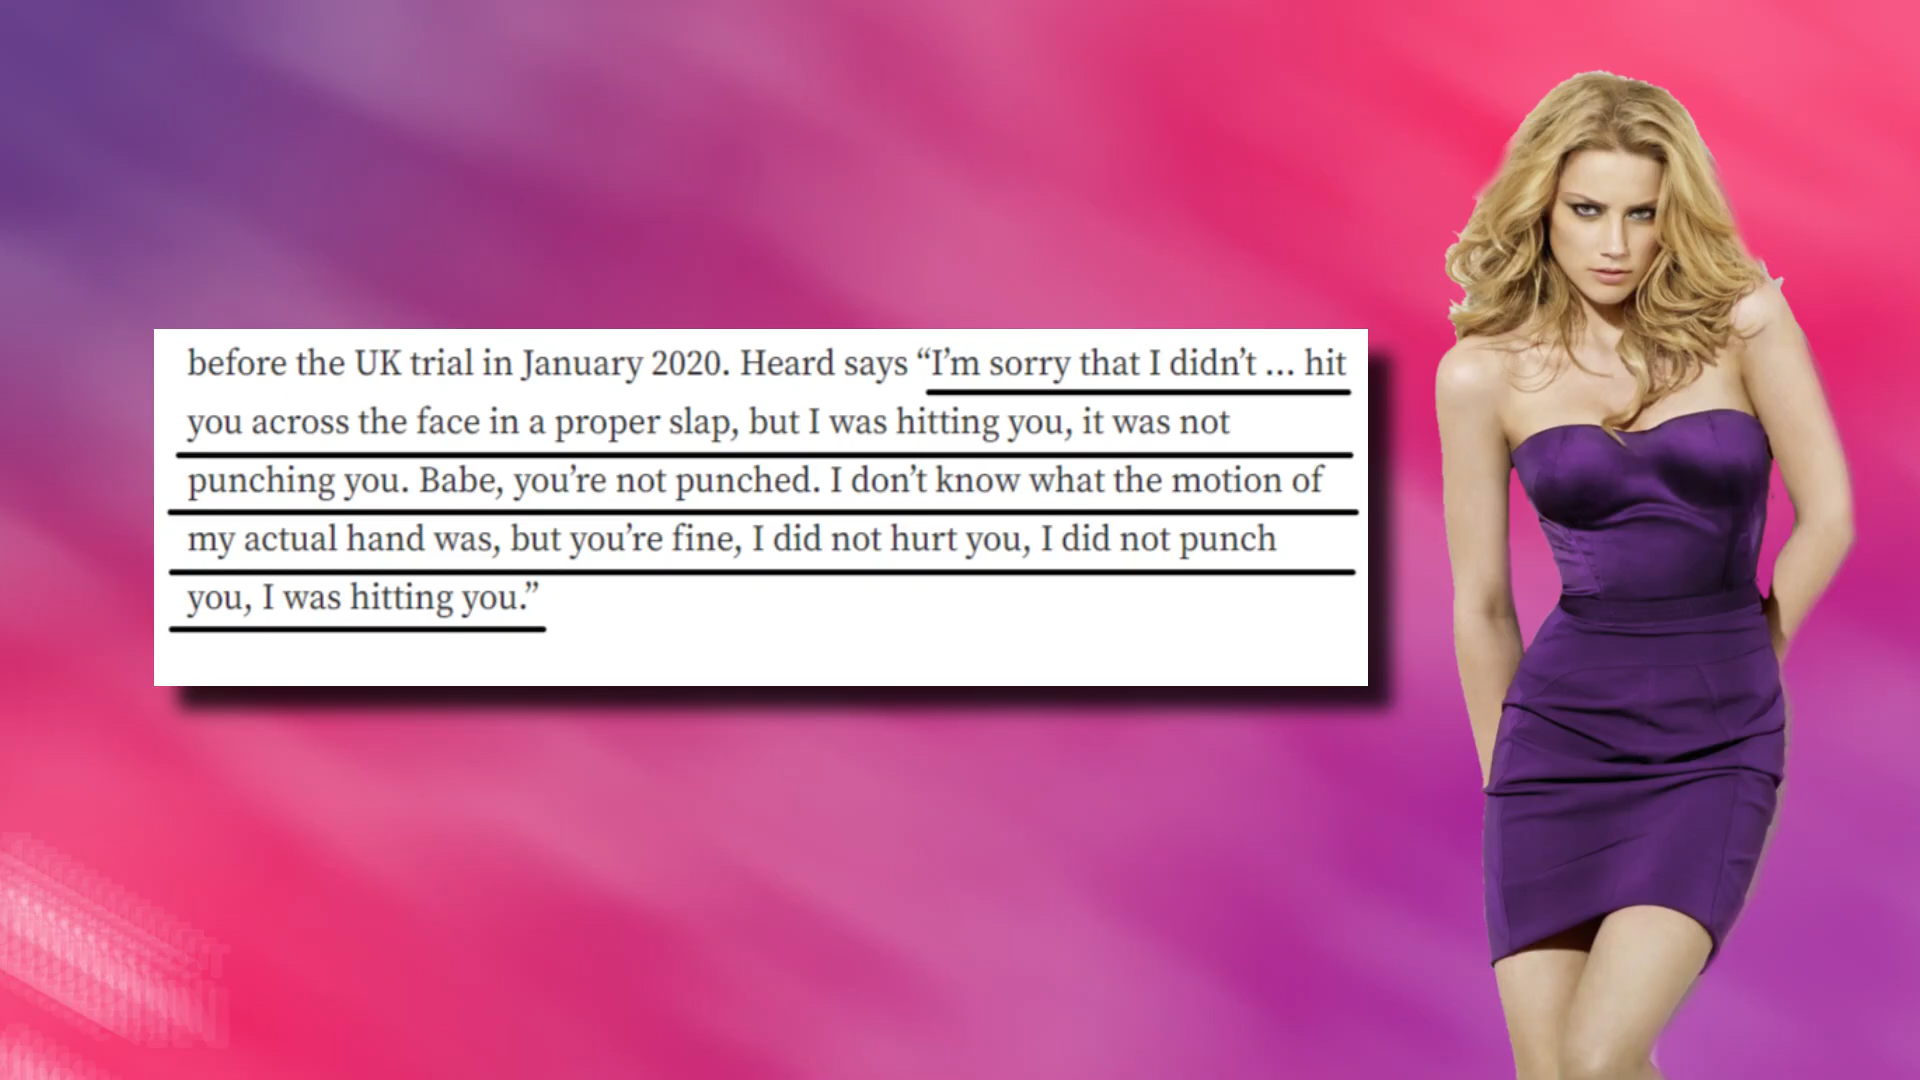 before the UK trial in January 2020. Heard says “I’m sorry that I didn’t ... hit
you across the face in a proper slap, but I was hitting you, it was not
punching you. Babe, you’re not punched. I don’t know what the motion of
my actual hand was, but you’re fine, I did not hurt you, I did not punch
you, I was hitting you.”